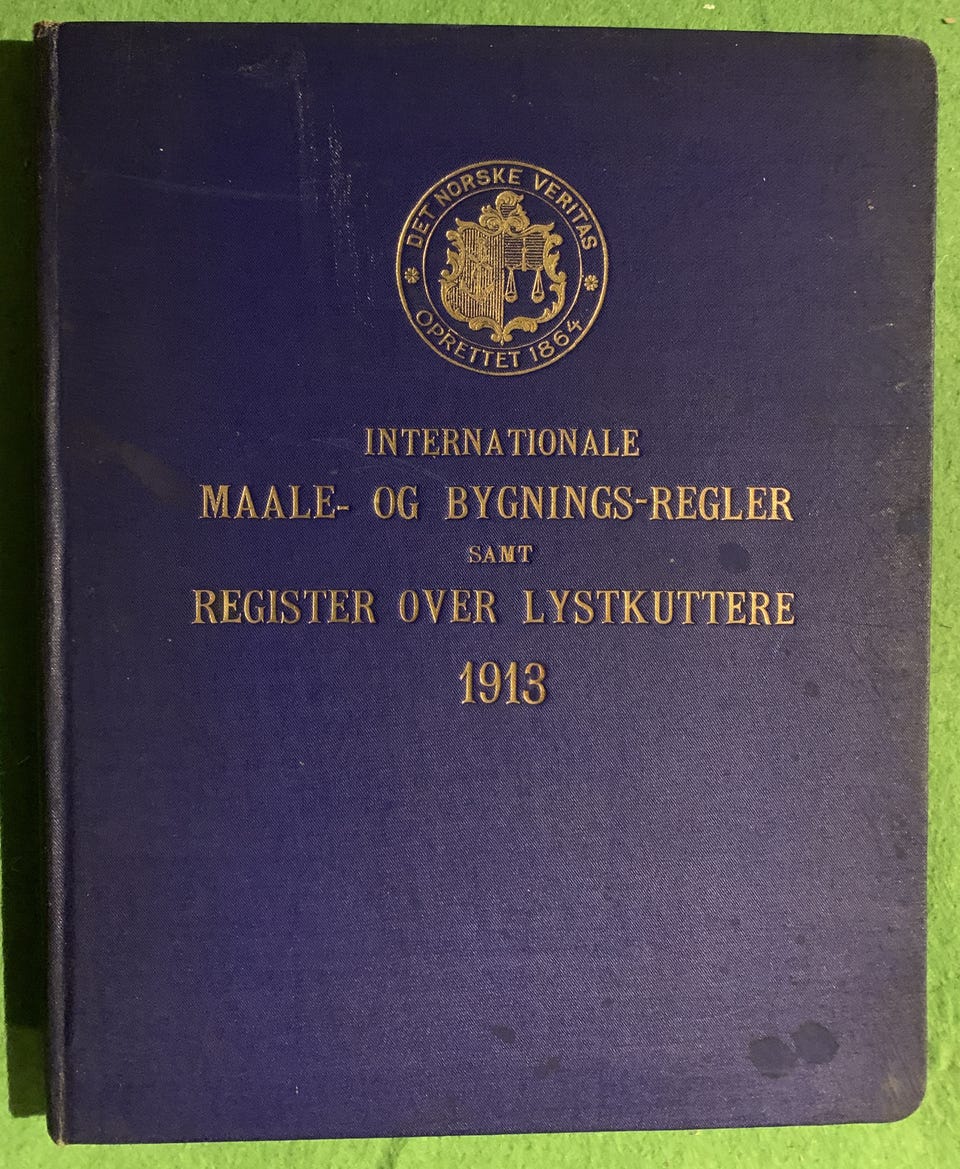 DET NORSKE VERITAS
OPRETTET 1864
INTERNATIONALE
MAALE- OG BYGNINGS-REGLER
SAMT
REGISTER OVER LYSTKUTTERE
1913